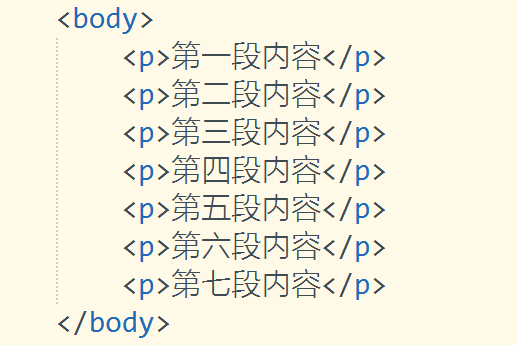 <body>
<p>第一段内容</p>
<p>第二段内容</p>
<p>第三段内容</p>
<p>第四段内容</p>
<p>第五段内容</p>
<p>第六段内容</p>
<p>第七段内容</p>
</body>